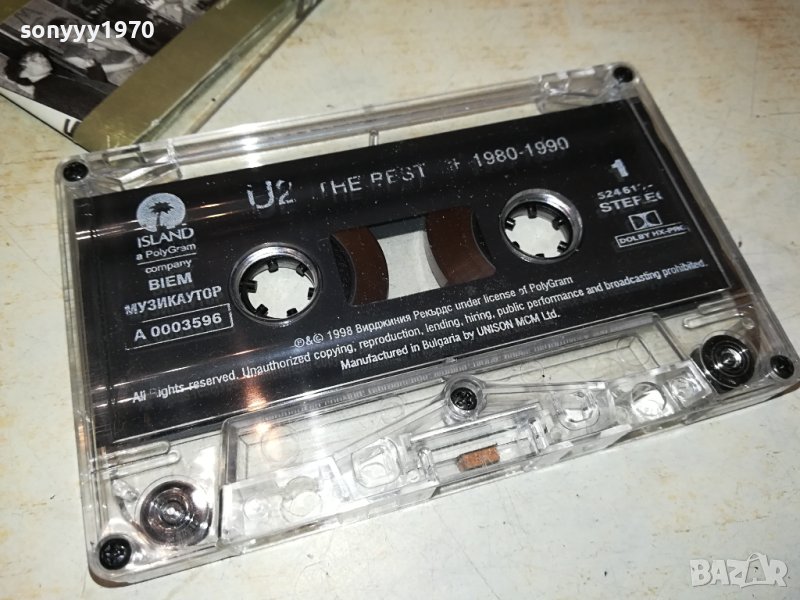 sonyyy1970
U2 THE BEST 1980-1990
1
STEREO
DOLBY HX-PRO
ISLAND
a PolyGram
company
BIEM
МУЗИКАУТОР
A 0003596
℗&© 1998 Вирджиния Рекърдс under license of PolyGram
All rights reserved. Unauthorized copying, reproduction, lending, hiring, public performance and broadcasting prohibited.
Manufactured in Bulgaria by UNISON MCM Ltd.
BAZAR